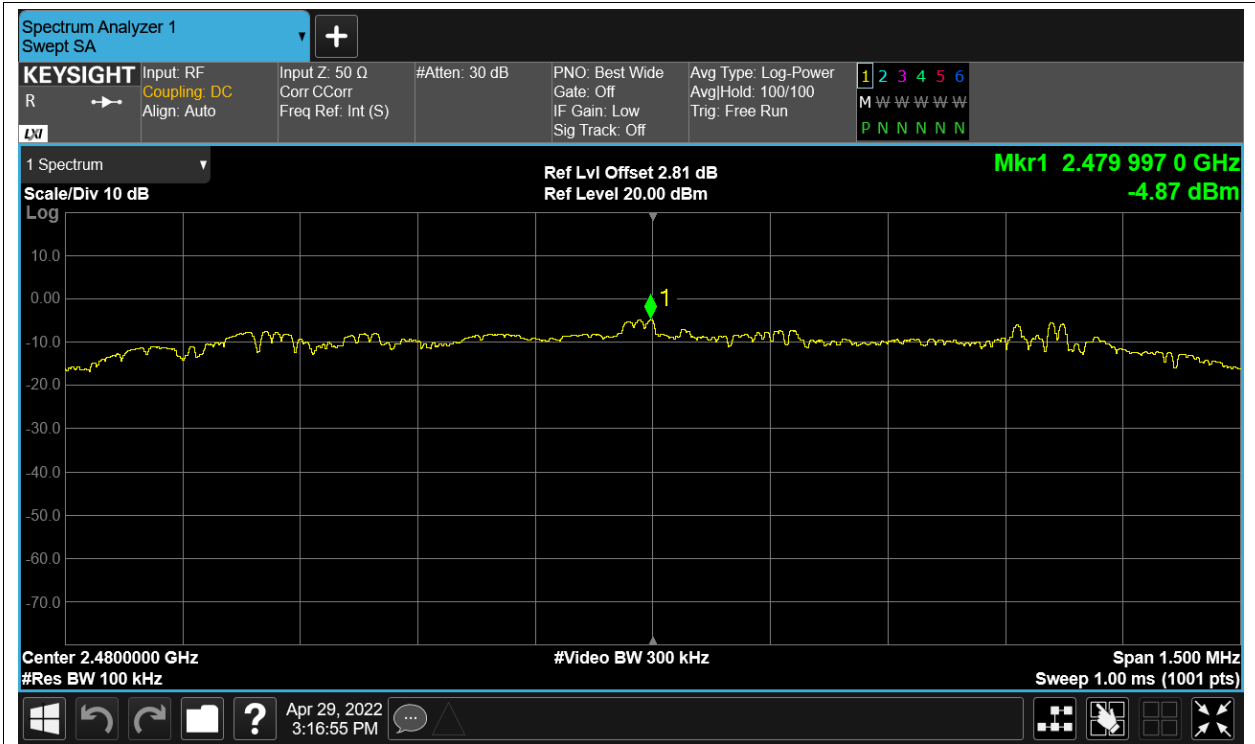 Spectrum Analyzer 1
Swept SA
KEYSIGHT
R
LXI
Input: RF
Coupling: DC
Align: Auto
Input Z: 50 Ω
Corr CCorr
Freq Ref: Int (S)
#Atten: 30 dB
PNO: Best Wide
Gate: Off
IF Gain: Low
Sig Track: Off
Avg Type: Log-Power
Avg|Hold: 100/100
Trig: Free Run
1 2 3 4 5 6
M W W W W W
P N N N N N
1 Spectrum
Scale/Div 10 dB
Log
Ref Lvl Offset 2.81 dB
Ref Level 20.00 dBm
Mkr1 2.479 997 0 GHz
-4.87 dBm
10.0
0.00
1
-10.0
-20.0
-30.0
-40.0
-50.0
-60.0
-70.0
Center 2.4800000 GHz
#Res BW 100 kHz
#Video BW 300 kHz
Span 1.500 MHz
Sweep 1.00 ms (1001 pts)
?
Apr 29, 2022
3:16:55 PM